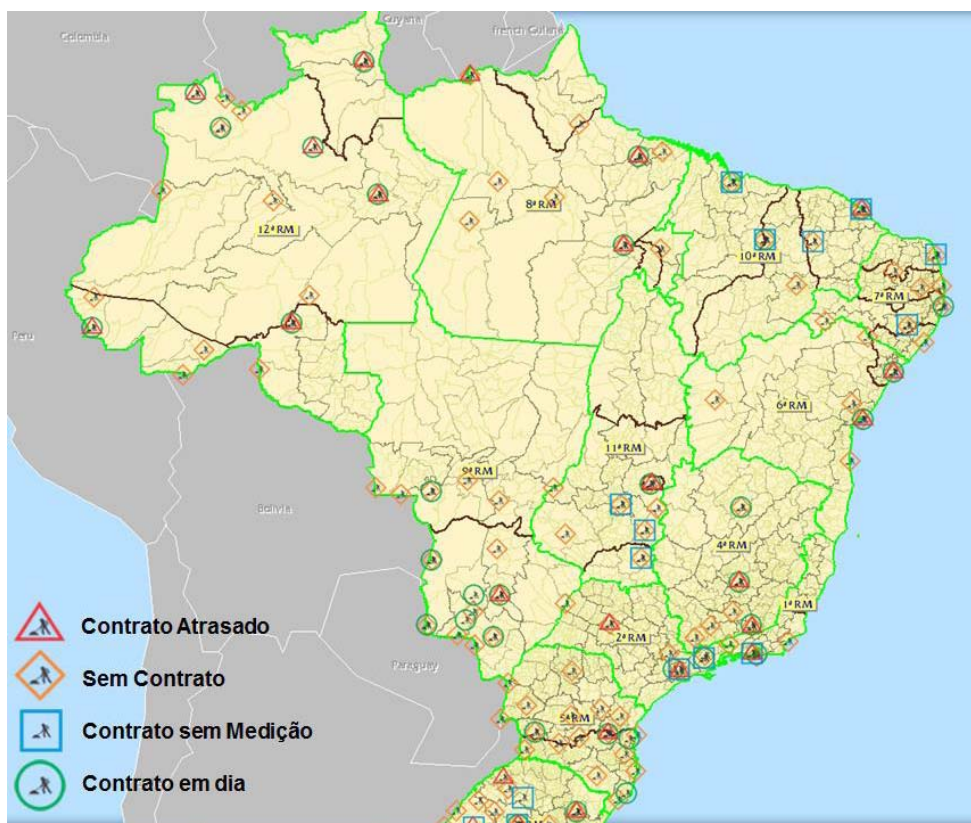 Colombia
Guyana
French Guiana
8ª RM
12ª RM
10ª RM
7ª RM
Peru
6ª RM
11ª RM
9ª RM
Bolivia
4ª RM
1ª RM
Contrato Atrasado
2ª RM
Paraguay
Sem Contrato
5ª RM
Contrato sem Medição
Contrato em dia